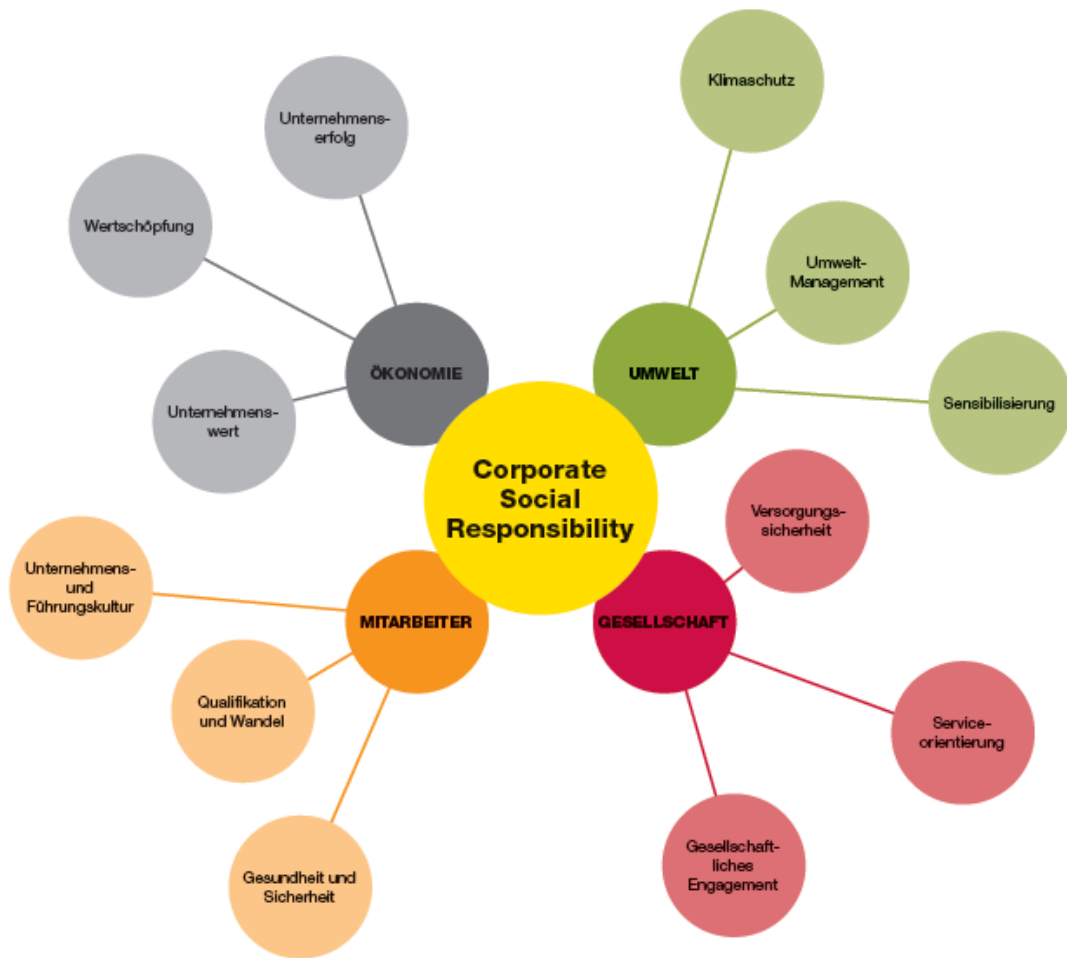 Klimaschutz
Unternehmens-
erfolg
Wertschöpfung
Umwelt-
Management
ÖKONOMIE
UMWELT
Unternehmens-
wert
Sensibilisierung
Corporate
Social
Responsibility
Versorgungs-
sicherheit
Unternehmens-
und
Führungskultur
MITARBEITER
GESELLSCHAFT
Qualifikation
und Wandel
Service-
orientierung
Gesellschaft-
liches
Engagement
Gesundheit und
Sicherheit